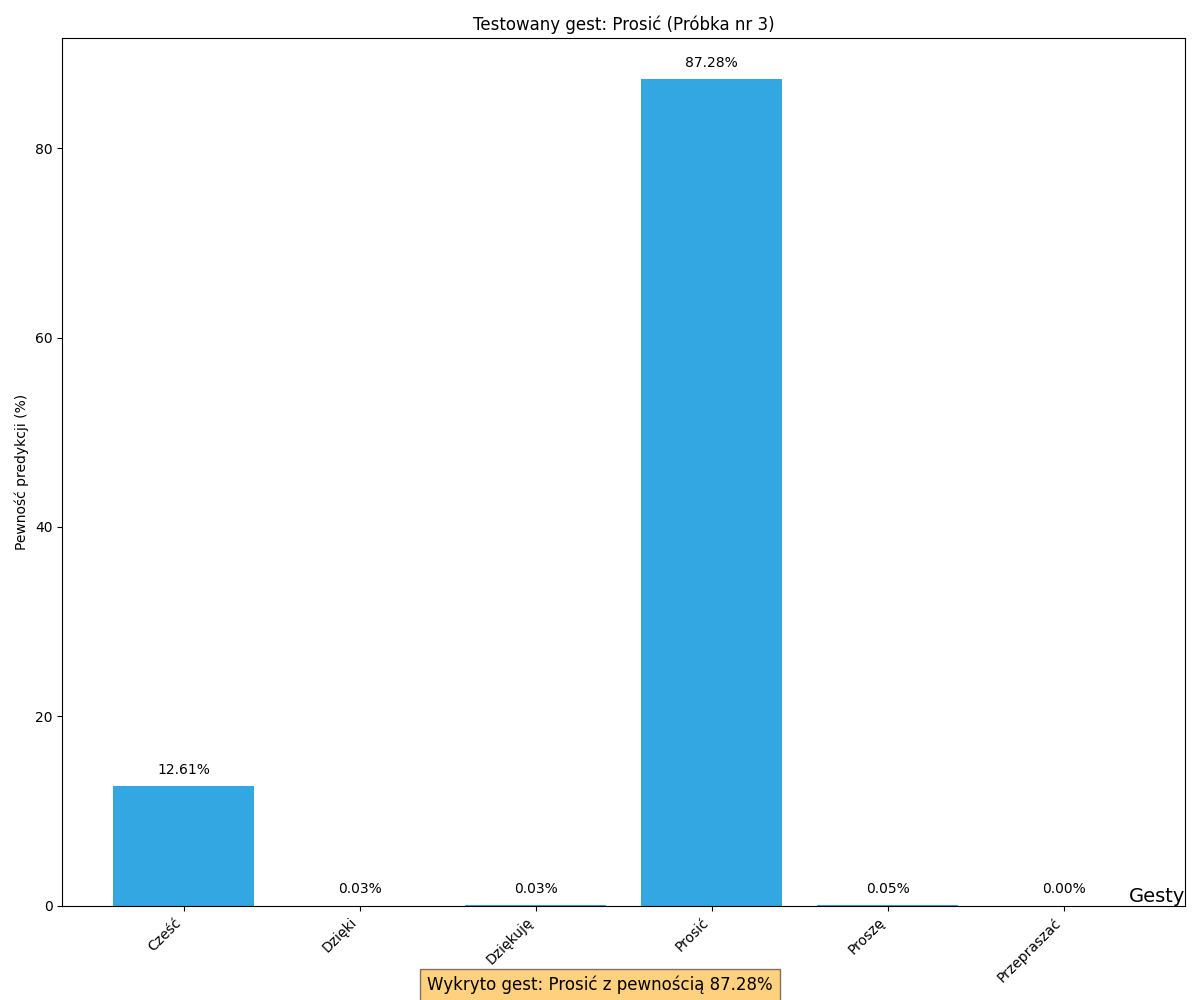 Testowany gest: Prosić (Próbka nr 3)
87.28%
80
60
Pewność predykcji (%)
40
20
12.61%
0.03%
0.03%
0.05%
0.00%
Gesty
0
Cześć
Dzięki
Dziękuję
Prosić
Proszę
Przepraszać
Wykryto gest: Prosić z pewnością 87.28%